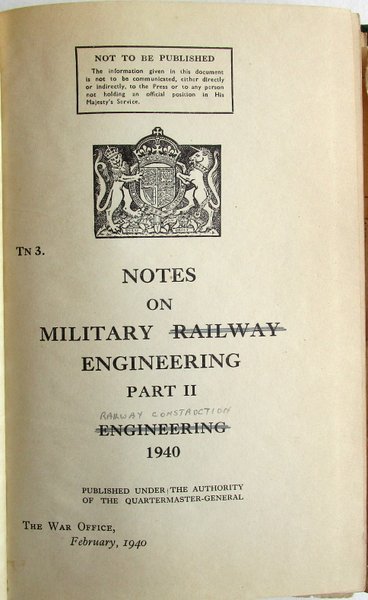 NOT TO BE PUBLISHED
The information given in this document
is not to be communicated, either directly
or indirectly, to the Press or to any person
not holding an official position in His
Majesty's Service.
TN 3.
NOTES
ON
MILITARY RAILWAY
ENGINEERING
PART II
RAILWAY CONSTRUCTION
ENGINEERING
1940
PUBLISHED UNDER THE AUTHORITY
OF THE QUARTERMASTER-GENERAL
THE WAR OFFICE,
February, 1940